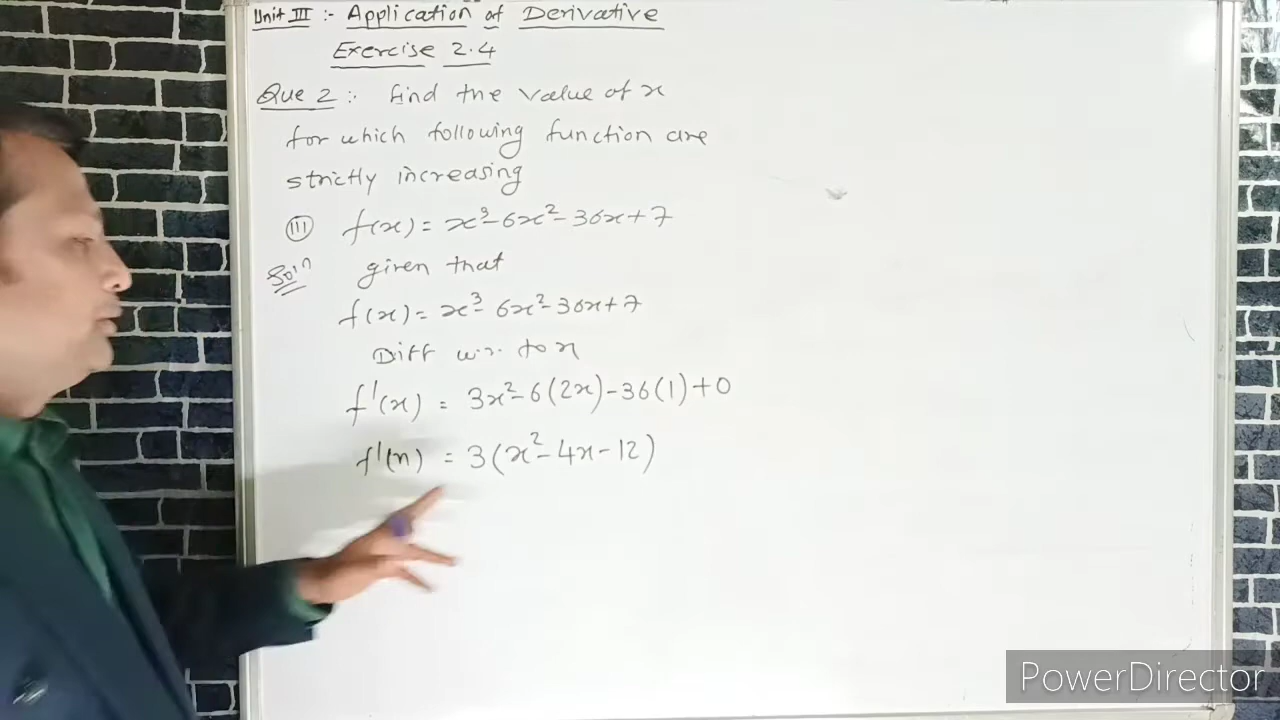 Unit III :- Application of Derivative
Exercise 2.4
Que 2 :- find the value of x
for which following function are
strictly increasing
(III) f(x) = x³-6x²-36x+7
Solⁿ given that
f(x) = x³-6x²-36x+7
Diff w.r. to x
f'(x) = 3x²-6(2x)-36(1)+0
f'(x) = 3(x²-4x-12)
PowerDirector